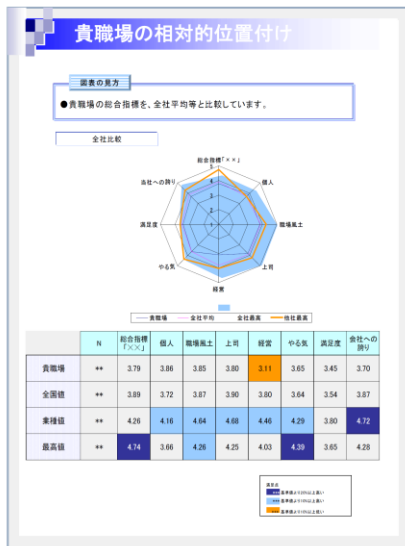 貴職場の相対的位置付け
図表の見方
●貴職場の総合指標を、全社平均等と比較しています。
全社比較
総合指標「××」
個人
職場風土
上司
経営
やる気
満足度
当社への誇り
5
4
3
2
1
貴職場 全社平均 全社最高 他社最高
N 総合指標「××」 個人 職場風土 上司 経営 やる気 満足度 会社への誇り
貴職場 ** 3.79 3.86 3.85 3.80 3.11 3.65 3.45 3.70
全国値 ** 3.89 3.72 3.87 3.90 3.80 3.64 3.54 3.87
業種値 ** 4.26 4.16 4.64 4.68 4.46 4.29 3.80 4.72
最高値 ** 4.74 3.66 4.26 4.25 4.03 4.39 3.65 4.28